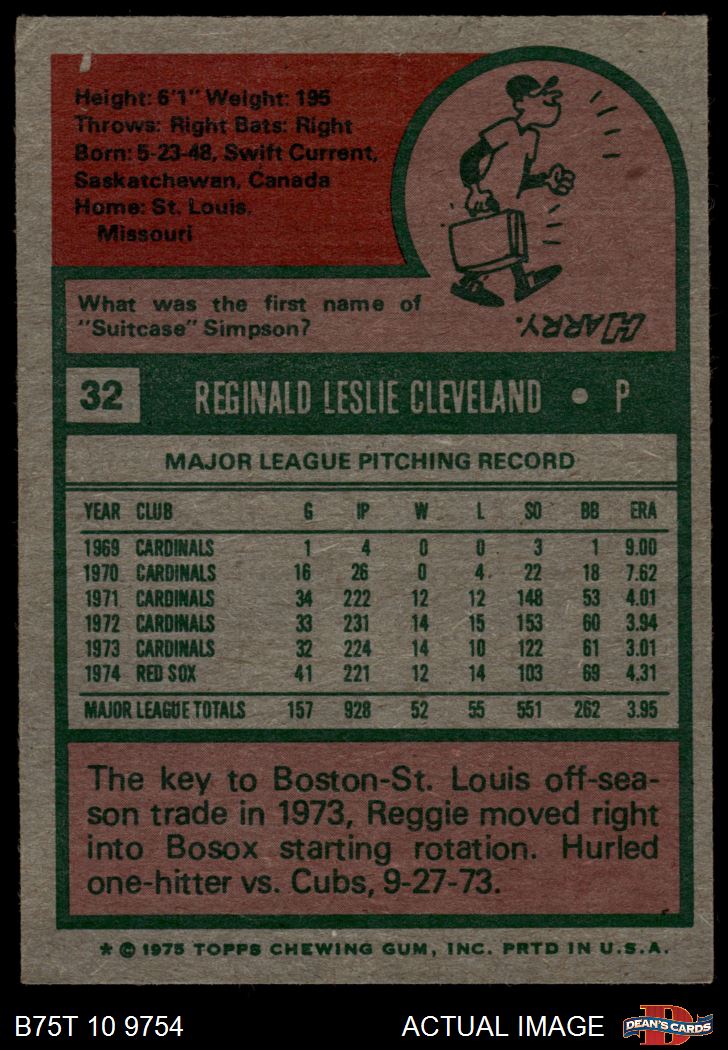 Height: 6'1" Weight: 195
Throws: Right Bats: Right
Born: 5-23-48, Swift Current,
Saskatchewan, Canada
Home: St. Louis,
Missouri
What was the first name of
"Suitcase" Simpson?
HARRY.
32 REGINALD LESLIE CLEVELAND • P
MAJOR LEAGUE PITCHING RECORD
YEAR CLUB G IP W L SO BB ERA
1969 CARDINALS 1 4 0 0 3 1 9.00
1970 CARDINALS 16 26 0 4 22 18 7.62
1971 CARDINALS 34 222 12 12 148 53 4.01
1972 CARDINALS 33 231 14 15 153 60 3.94
1973 CARDINALS 32 224 14 10 122 61 3.01
1974 RED SOX 41 221 12 14 103 69 4.31
MAJOR LEAGUE TOTALS 157 928 52 55 551 262 3.95
The key to Boston-St. Louis off-sea-
son trade in 1973, Reggie moved right
into Bosox starting rotation. Hurled
one-hitter vs. Cubs, 9-27-73.
* © 1975 TOPPS CHEWING GUM, INC. PRTD IN U.S.A.
B75T 10 9754 ACTUAL IMAGE D DEAN'S CARDS